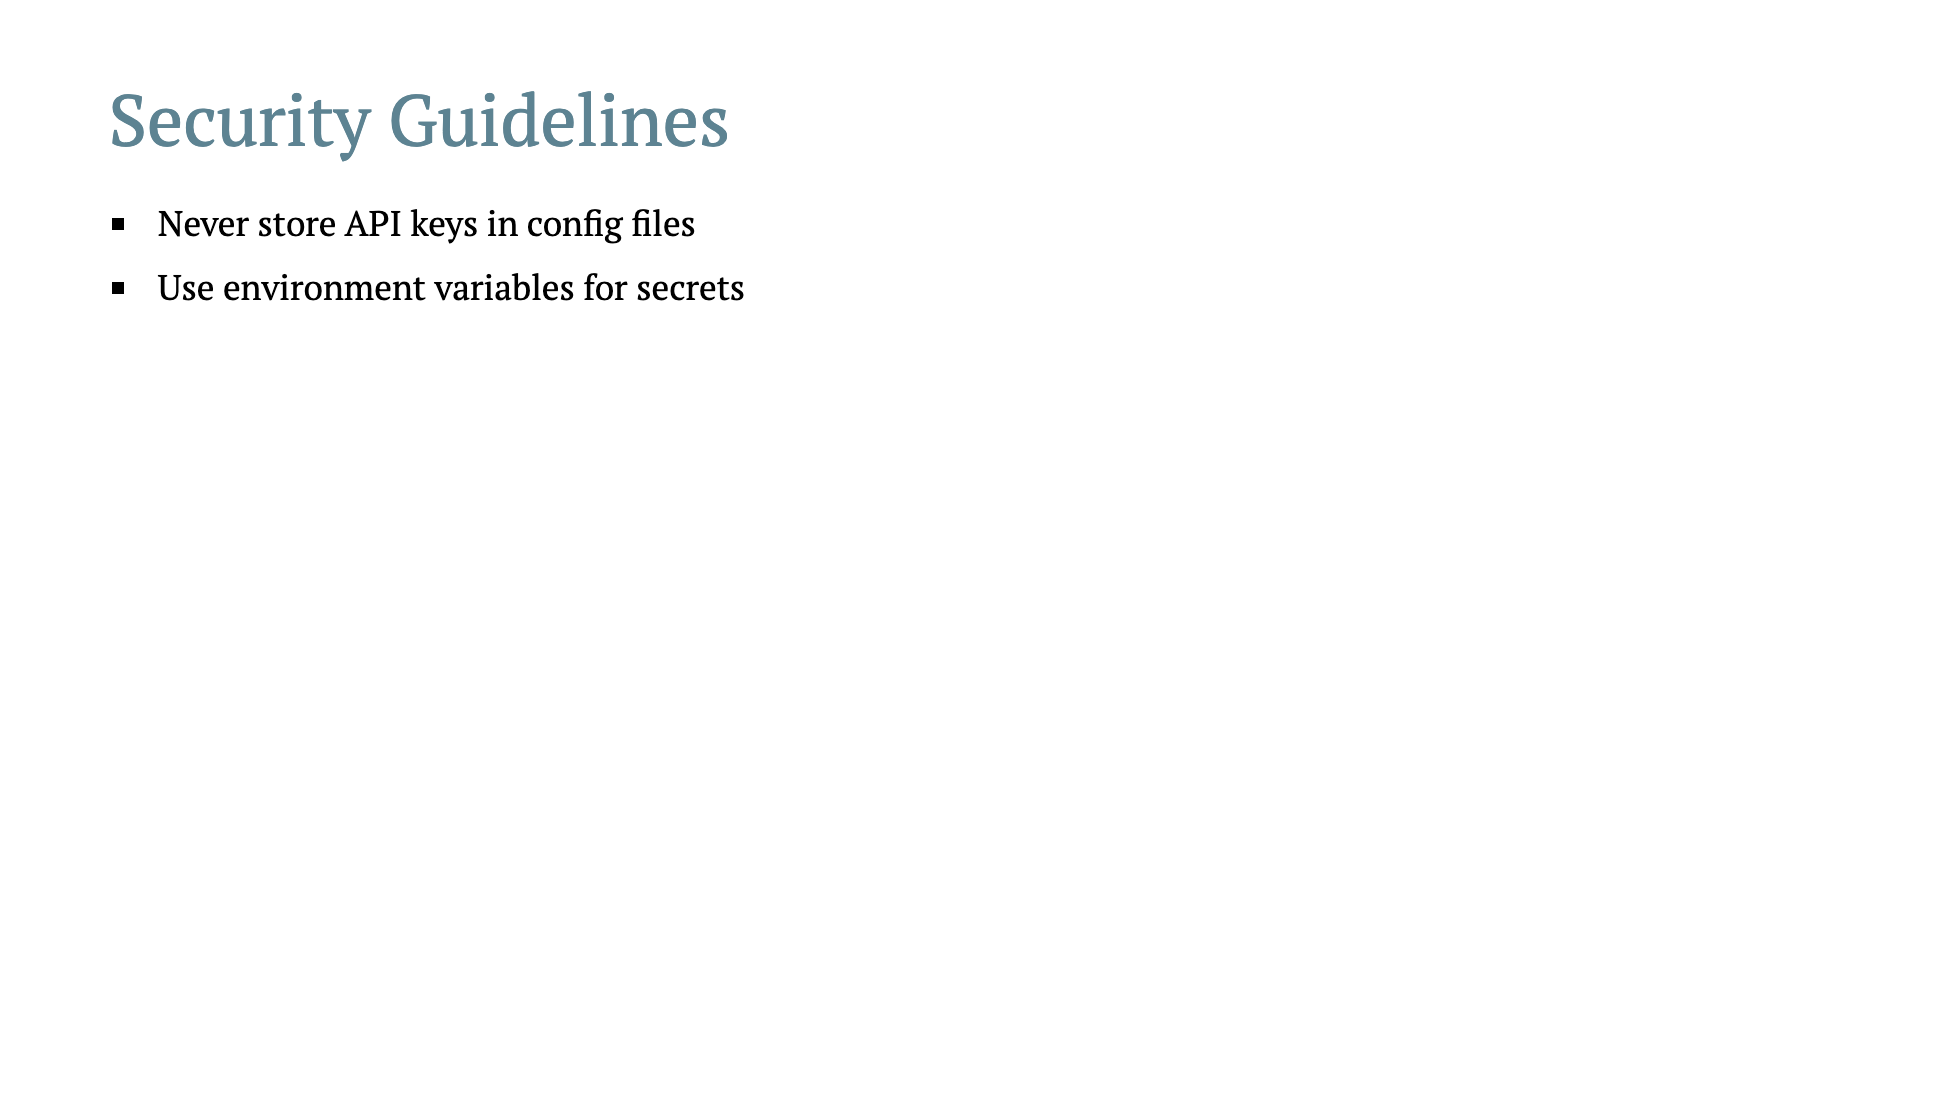 Security Guidelines
Never store API keys in config files
Use environment variables for secrets